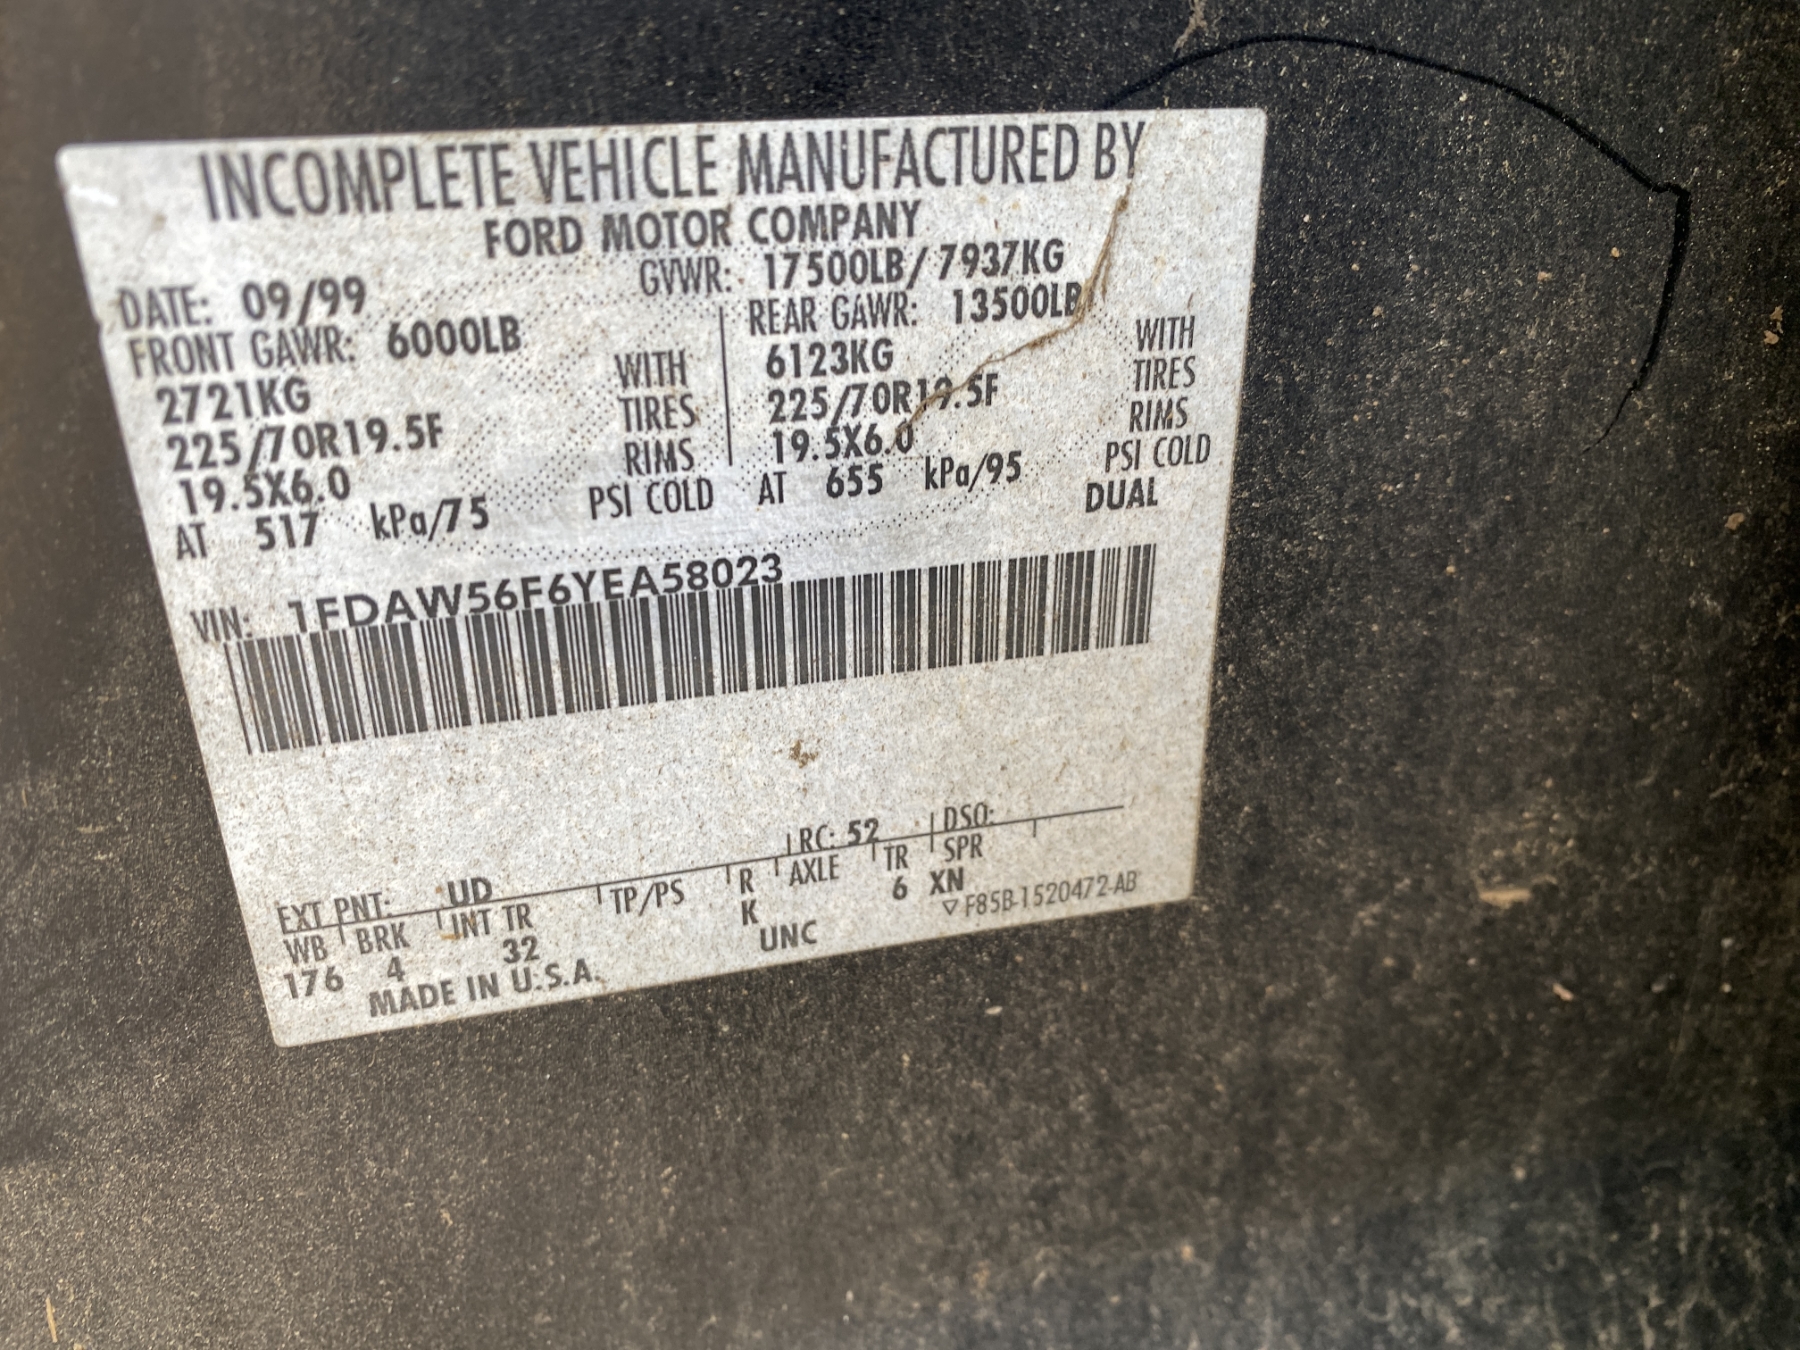 INCOMPLETE VEHICLE MANUFACTURED BY
FORD MOTOR COMPANY
DATE: 09/99 GVWR: 17500LB/ 7937KG
FRONT GAWR: 6000LB REAR GAWR: 13500LB
2721KG WITH 6123KG WITH
225/70R19.5F TIRES 225/70R19.5F TIRES
19.5X6.0 RIMS 19.5X6.0 RIMS
AT 517 kPa/75 PSI COLD AT 655 kPa/95 PSI COLD
DUAL
VIN: 1FDAW56F6YEA58023
EXT PNT: UD RC: 52 DSO:
WB BRK INT TR TP/PS R AXLE TR SPR
176 4 32 K UNC 6 XN
MADE IN U.S.A. ▽F85B-1520472-AB